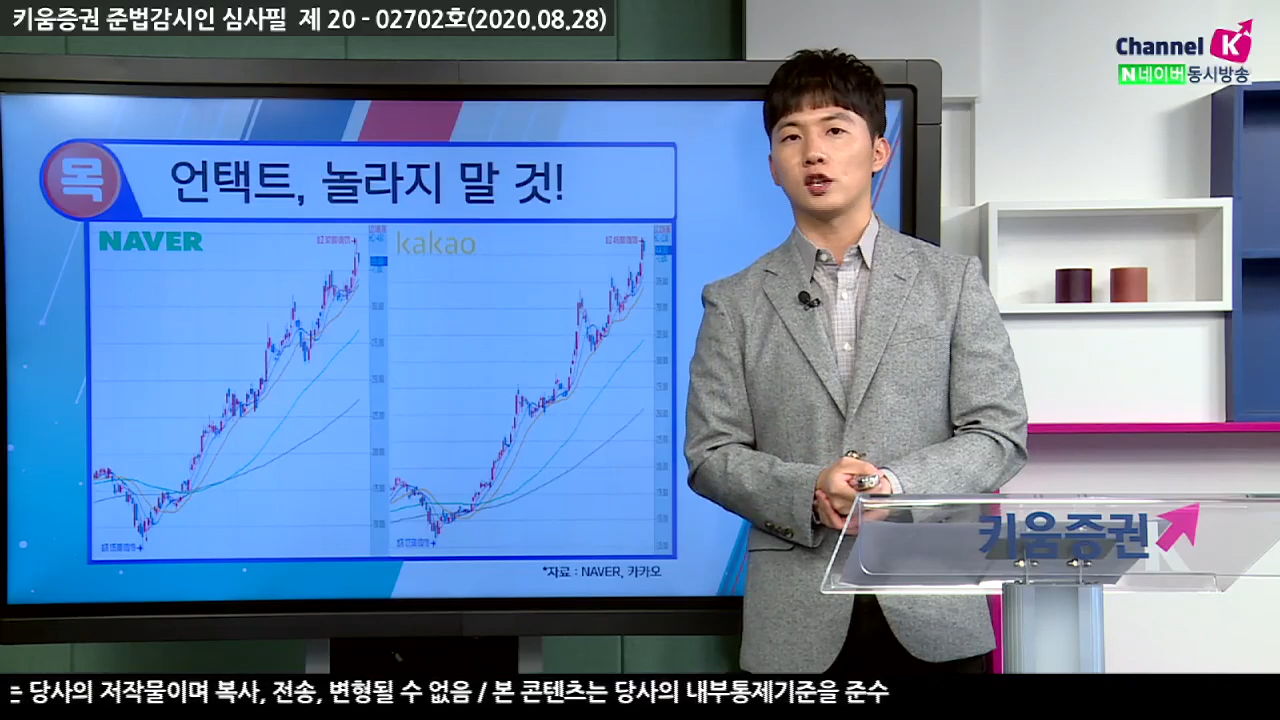 키움증권 준법감시인 심사필 제 20 - 02702호(2020.08.28)
Channel K
N 네이버 동시방송
목
언택트, 놀라지 말 것!
NAVER
kakao
*자료 : NAVER, 카카오
키움증권
는 당사의 저작물이며 복사, 전송, 변형될 수 없음 / 본 콘텐츠는 당사의 내부통제기준을 준수